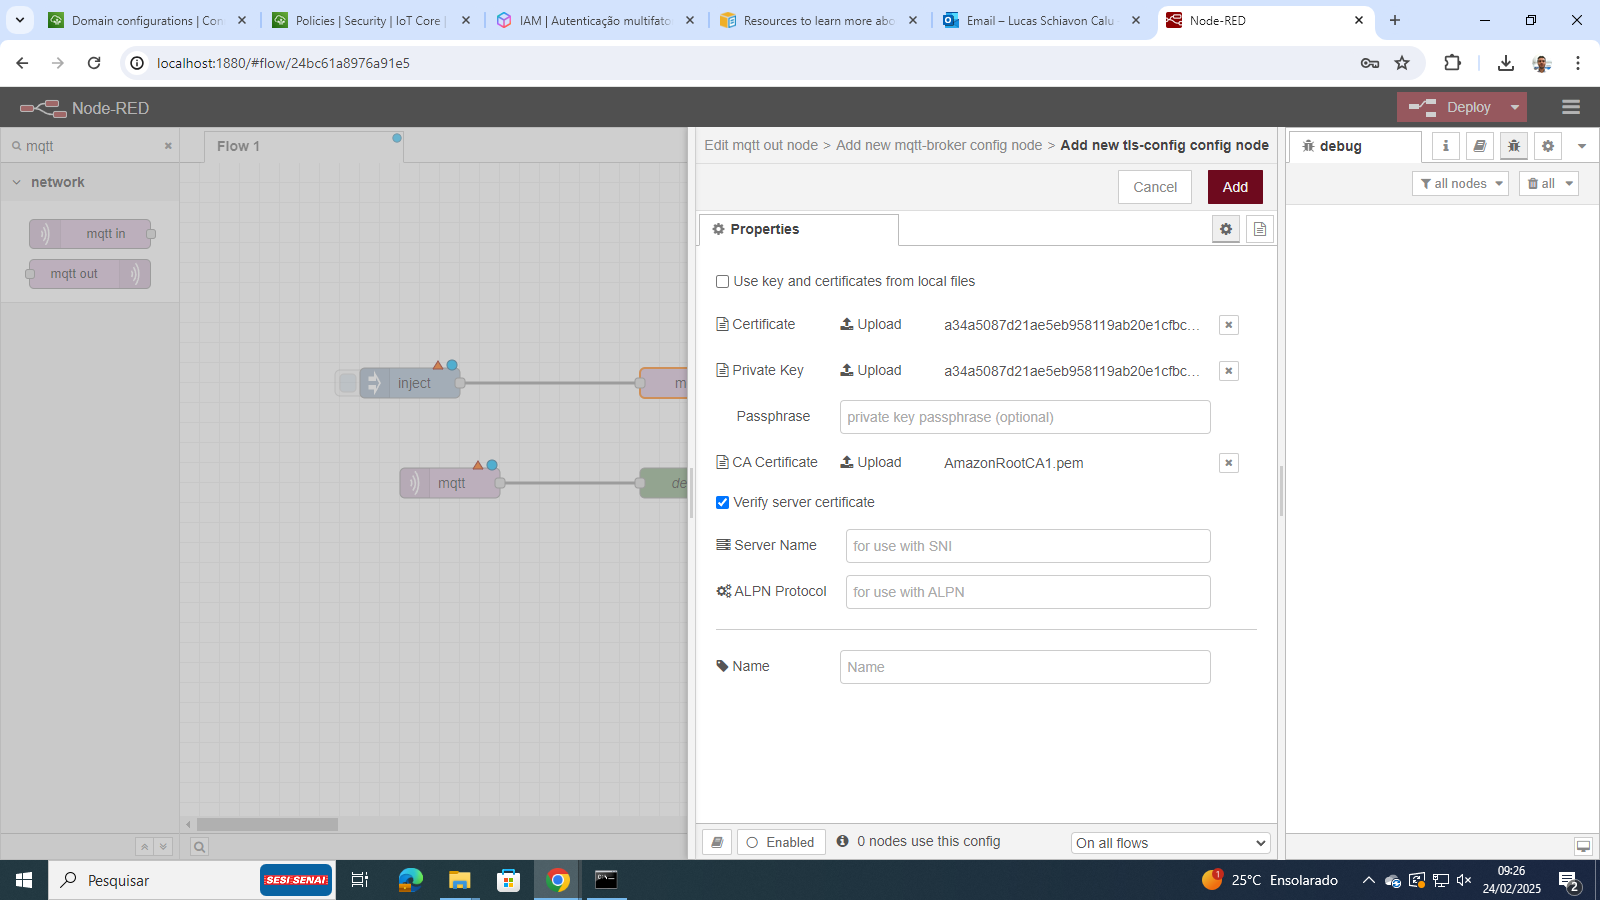 Domain configurations | Con
Policies | Security | IoT Core |
IAM | Autenticação multifato
Resources to learn more abo
Email – Lucas Schiavon Calu
Node-RED
localhost:1880/#flow/24bc61a8976a91e5
Node-RED
Deploy
mqtt
Flow 1
Edit mqtt out node > Add new mqtt-broker config node > Add new tls-config config node
debug
network
Cancel
Add
all nodes
all
mqtt in
mqtt out
Properties
Use key and certificates from local files
Certificate
Upload
a34a5087d21ae5eb958119ab20e1cfbc...
Private Key
Upload
a34a5087d21ae5eb958119ab20e1cfbc...
inject
m
Passphrase
private key passphrase (optional)
CA Certificate
Upload
AmazonRootCA1.pem
mqtt
de
Verify server certificate
Server Name
for use with SNI
ALPN Protocol
for use with ALPN
Name
Name
Enabled
0 nodes use this config
On all flows
Pesquisar
SESI SENAI
1
25°C Ensolarado
09:26
24/02/2025
2